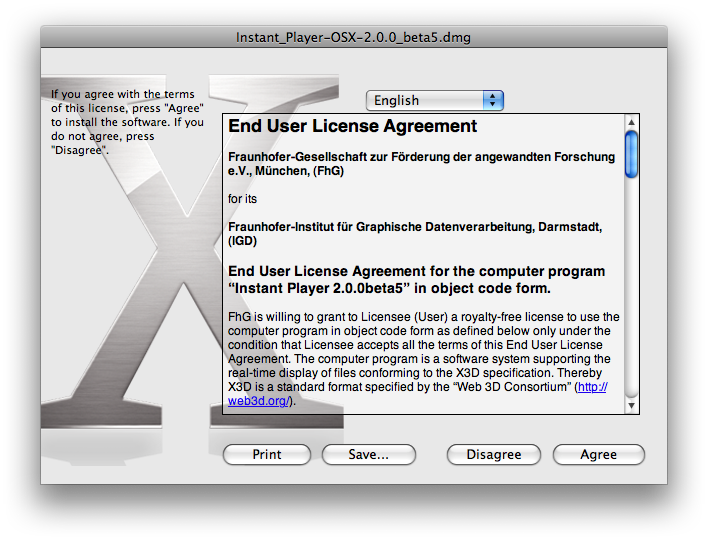 Instant_Player-OSX-2.0.0_beta5.dmg
If you agree with the terms
of this license, press "Agree"
to install the software. If you
do not agree, press
"Disagree".
English
End User License Agreement
Fraunhofer-Gesellschaft zur Förderung der angewandten Forschung
e.V., München, (FhG)
for its
Fraunhofer-Institut für Graphische Datenverarbeitung, Darmstadt,
(IGD)
End User License Agreement for the computer program
“Instant Player 2.0.0beta5” in object code form.
FhG is willing to grant to Licensee (User) a royalty-free license to use the
computer program in object code form as defined below only under the
condition that Licensee accepts all the terms of this End User License
Agreement. The computer program is a software system supporting the
real-time display of files conforming to the X3D specification. Thereby
X3D is a standard format specified by the “Web 3D Consortium” (http://
web3d.org/).
Print
Save...
Disagree
Agree